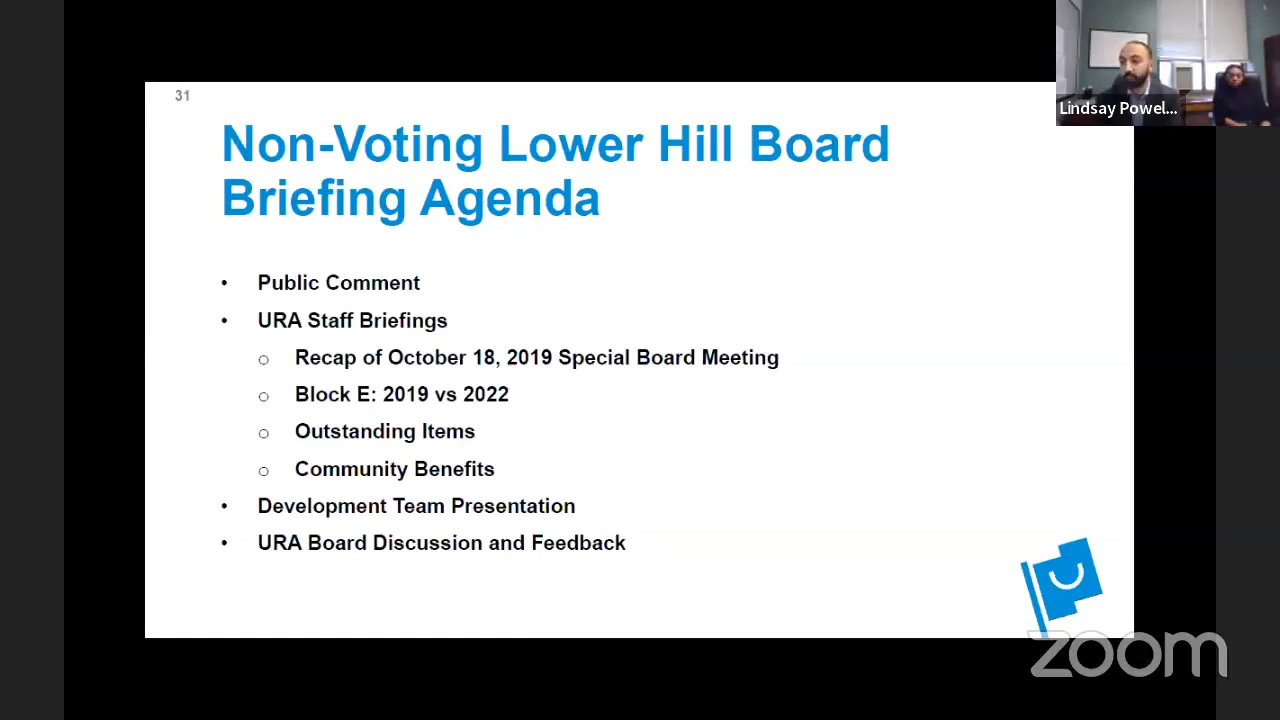 31
Lindsay Powel...
Non-Voting Lower Hill Board
Briefing Agenda
• Public Comment
• URA Staff Briefings
o Recap of October 18, 2019 Special Board Meeting
o Block E: 2019 vs 2022
o Outstanding Items
o Community Benefits
• Development Team Presentation
• URA Board Discussion and Feedback
zoom